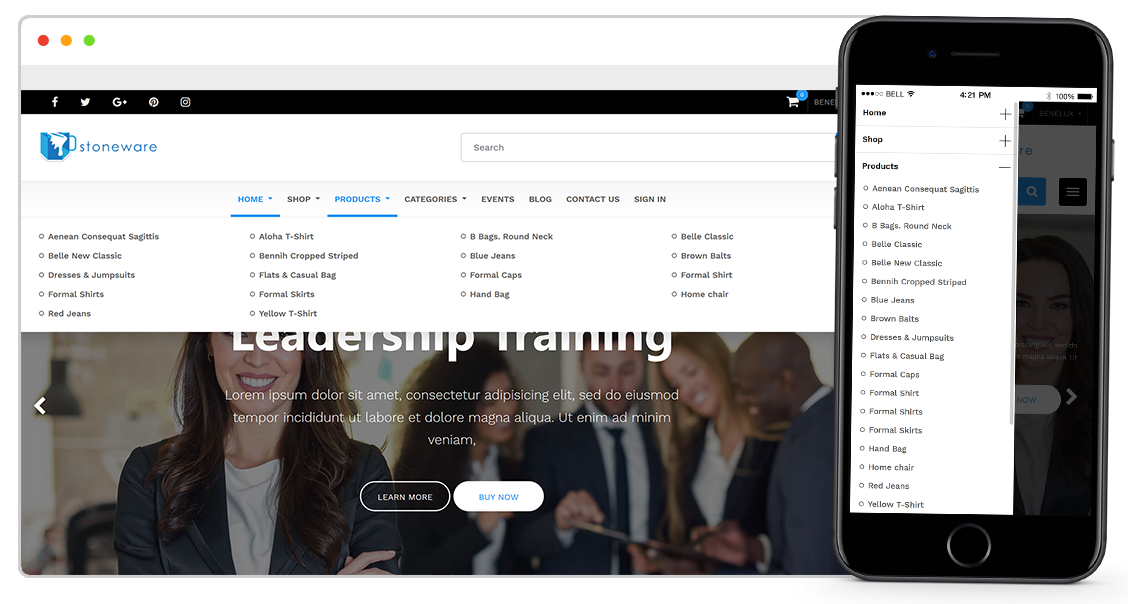 0
BENE
stoneware
Search
HOME SHOP PRODUCTS CATEGORIES EVENTS BLOG CONTACT US SIGN IN
Aenean Consequat Sagittis Aloha T-Shirt B Bags. Round Neck Belle Classic
Belle New Classic Bennih Cropped Striped Blue Jeans Brown Balts
Dresses & Jumpsuits Flats & Casual Bag Formal Caps Formal Shirt
Formal Shirts Formal Skirts Hand Bag Home chair
Red Jeans Yellow T-Shirt
Leadership Training
Lorem ipsum dolor sit amet, consectetur adipisicing elit, sed do eiusmod
tempor incididunt ut labore et dolore magna aliqua. Ut enim ad minim
veniam,
LEARN MORE BUY NOW
BELL 4:21 PM 100%
Home
BENELUX
Shop
are
Products
Aenean Consequat Sagittis
Aloha T-Shirt
B Bags. Round Neck
Belle Classic
Belle New Classic
Bennih Cropped Striped
Blue Jeans
Brown Balts
Dresses & Jumpsuits
Flats & Casual Bag
Formal Caps
Formal Shirt
Formal Shirts
Formal Skirts
Hand Bag
Home chair
Red Jeans
Yellow T-Shirt
elit, sed do
magna aliqua. Ut
NOW